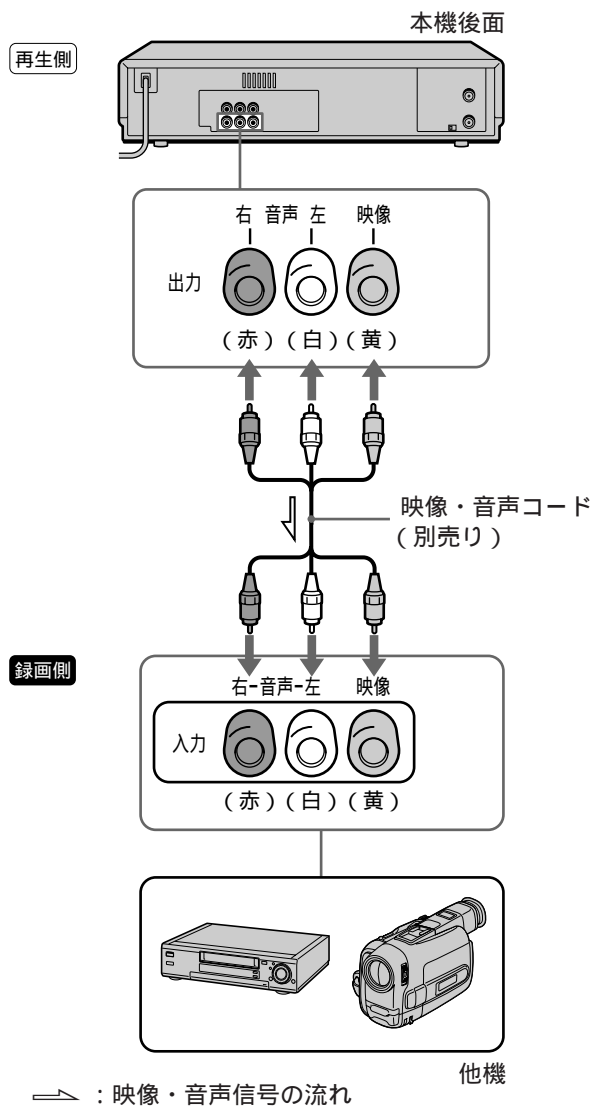 本機後面
再生側
右 音声 左 映像
出力
（赤）（白）（黄）
映像・音声コード
（別売り）
録画側
右-音声-左 映像
入力
（赤）（白）（黄）
他機
：映像・音声信号の流れ